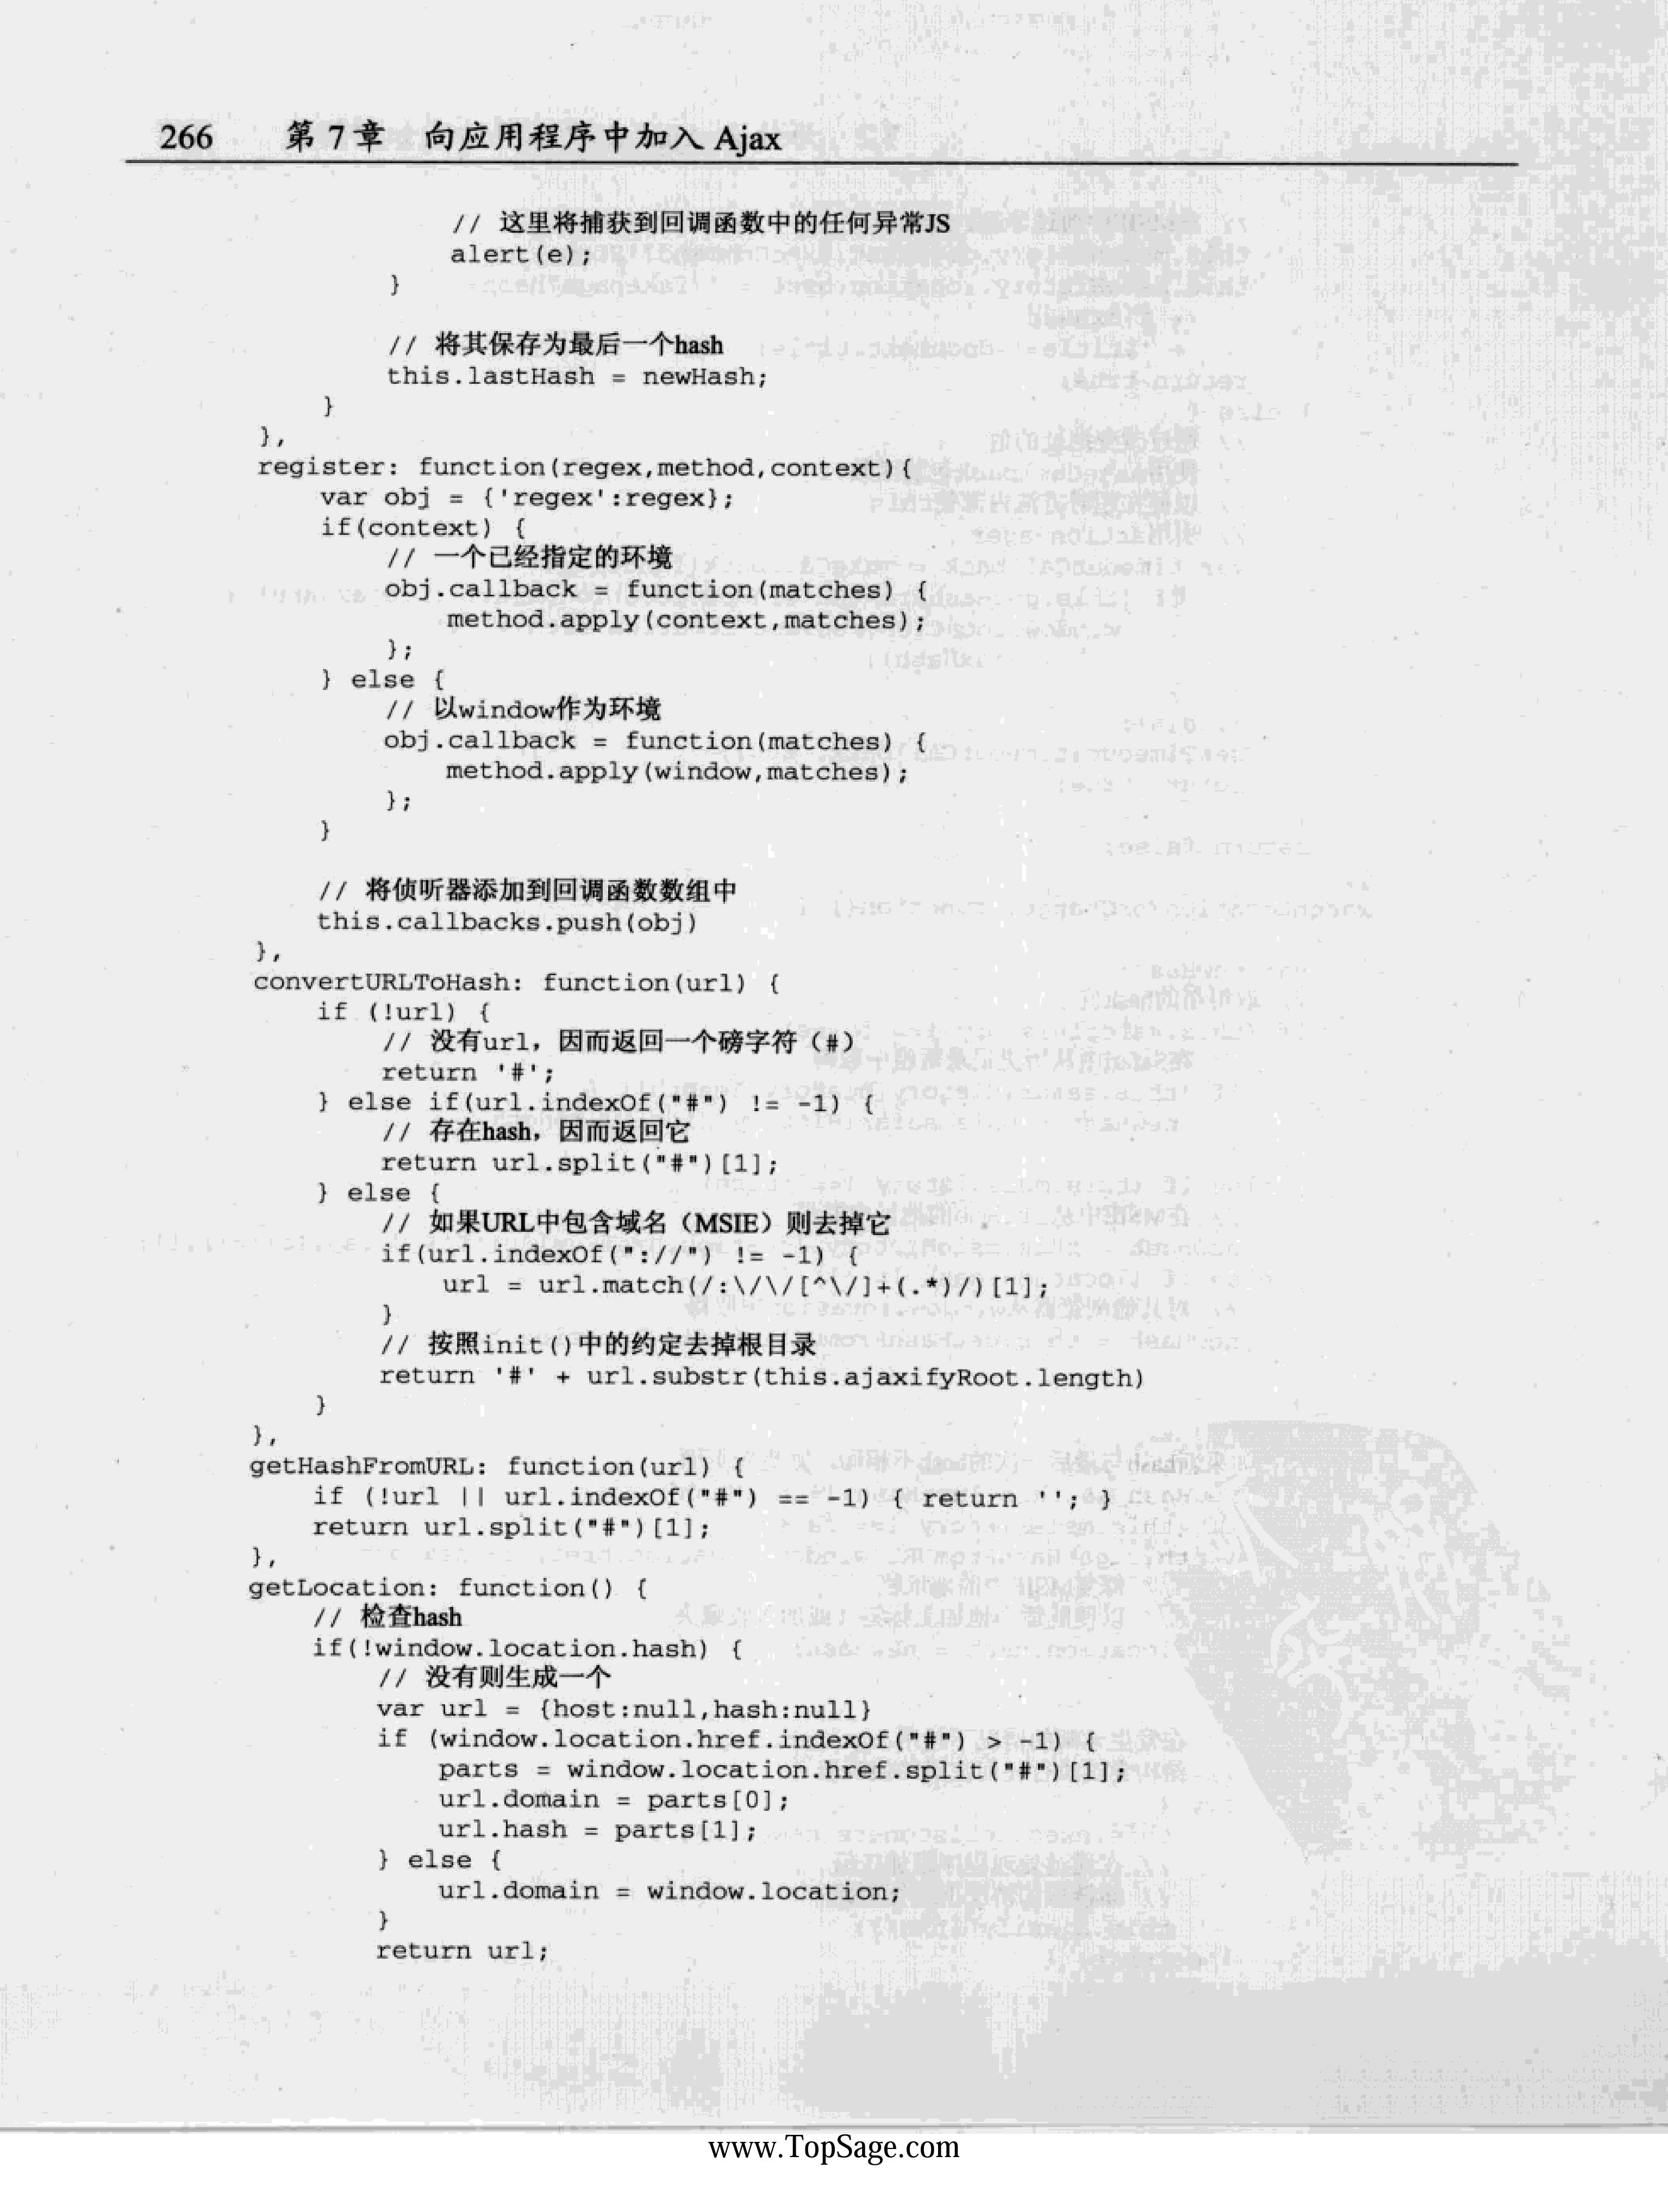 266 第 7 章 向应用程序中加入 Ajax
// 这里将捕获到回调函数中的任何异常JS
alert(e);
}
// 将其保存为最后一个hash
this.lastHash = newHash;
}
},
register: function(regex,method,context){
var obj = {'regex':regex};
if(context) {
// 一个已经指定的环境
obj.callback = function(matches) {
method.apply(context,matches);
};
} else {
// 以window作为环境
obj.callback = function(matches) {
method.apply(window,matches);
};
}
// 将侦听器添加到回调函数数组中
this.callbacks.push(obj)
},
convertURLToHash: function(url) {
if (!url) {
// 没有url，因而返回一个磅字符（#）
return '#';
} else if(url.indexOf("#") != -1) {
// 存在hash，因而返回它
return url.split("#")[1];
} else {
// 如果URL中包含域名（MSIE）则去掉它
if(url.indexOf("://") != -1) {
url = url.match(/:\/\/[^\/]+(.*)/)[1];
}
// 按照init()中的约定去掉根目录
return '#' + url.substr(this.ajaxifyRoot.length)
}
},
getHashFromURL: function(url) {
if (!url || url.indexOf("#") == -1) { return ''; }
return url.split("#")[1];
},
getLocation: function() {
// 检查hash
if(!window.location.hash) {
// 没有则生成一个
var url = {host:null,hash:null}
if (window.location.href.indexOf("#") > -1) {
parts = window.location.href.split("#")[1];
url.domain = parts[0];
url.hash = parts[1];
} else {
url.domain = window.location;
}
return url;
www.TopSage.com